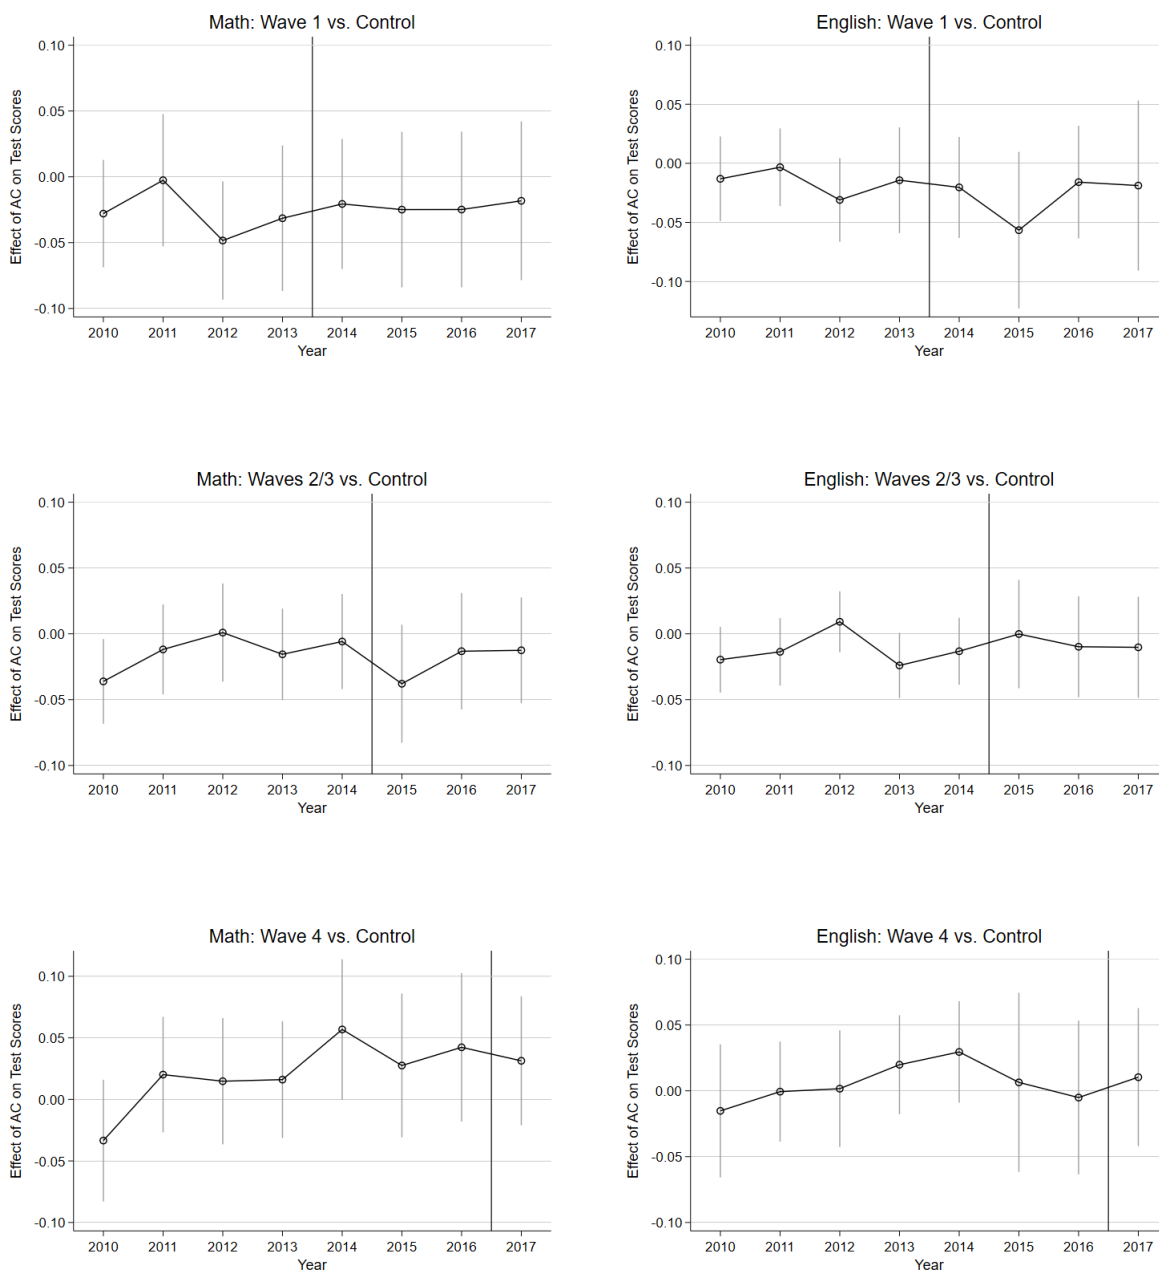 Math: Wave 1 vs. Control
Effect of AC on Test Scores
0.10
0.05
0.00
-0.05
-0.10
2010 2011 2012 2013 2014 2015 2016 2017
Year
English: Wave 1 vs. Control
Effect of AC on Test Scores
0.10
0.05
0.00
-0.05
-0.10
2010 2011 2012 2013 2014 2015 2016 2017
Year
Math: Waves 2/3 vs. Control
Effect of AC on Test Scores
0.10
0.05
0.00
-0.05
-0.10
2010 2011 2012 2013 2014 2015 2016 2017
Year
English: Waves 2/3 vs. Control
Effect of AC on Test Scores
0.10
0.05
0.00
-0.05
-0.10
2010 2011 2012 2013 2014 2015 2016 2017
Year
Math: Wave 4 vs. Control
Effect of AC on Test Scores
0.10
0.05
0.00
-0.05
-0.10
2010 2011 2012 2013 2014 2015 2016 2017
Year
English: Wave 4 vs. Control
Effect of AC on Test Scores
0.10
0.05
0.00
-0.05
-0.10
2010 2011 2012 2013 2014 2015 2016 2017
Year